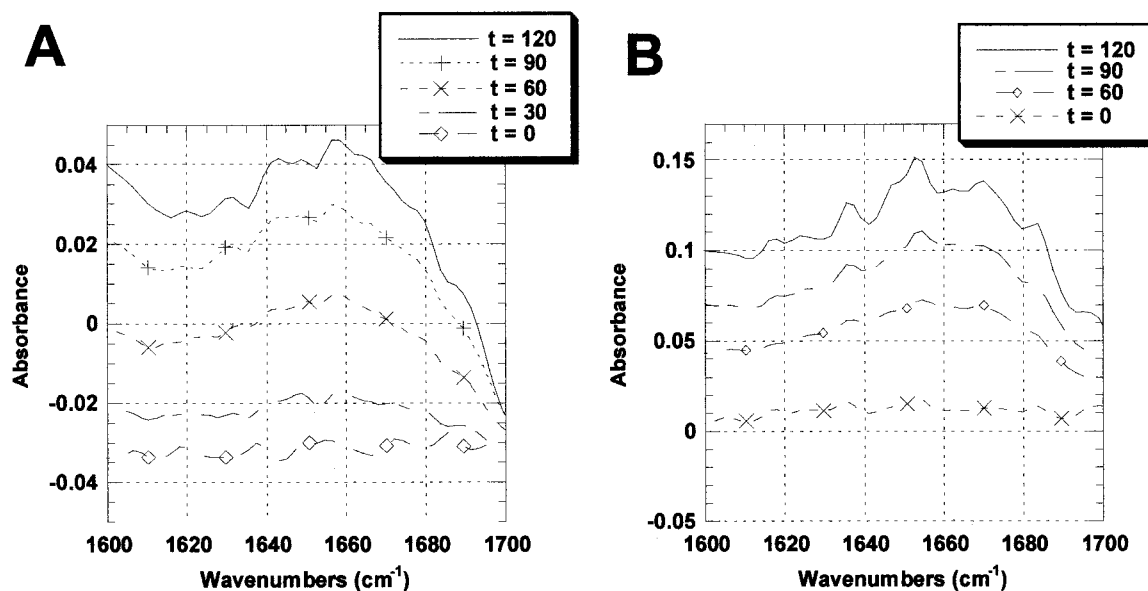 A
t = 120
t = 90
t = 60
t = 30
t = 0
0.04
0.02
0
-0.02
-0.04
Absorbance
1600 1620 1640 1660 1680 1700
Wavenumbers (cm-1)
B
t = 120
t = 90
t = 60
t = 0
0.15
0.1
0.05
0
-0.05
Absorbance
1600 1620 1640 1660 1680 1700
Wavenumbers (cm-1)